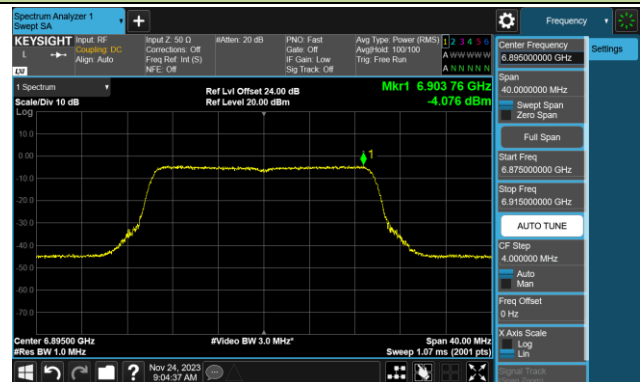 Spectrum Analyzer 1
Swept SA
+
Frequency
KEYSIGHT
L
LXI
Input: RF
Coupling: DC
Align: Auto
Input Z: 50 Ω
Corrections: Off
Freq Ref: Int (S)
NFE: Off
#Atten: 20 dB
PNO: Fast
Gate: Off
IF Gain: Low
Sig Track: Off
Avg Type: Power (RMS)
Avg|Hold: 100/100
Trig: Free Run
1 2 3 4 5 6
A W W W W W
A N N N N N
1 Spectrum
Scale/Div 10 dB
Log
Ref Lvl Offset 24.00 dB
Ref Level 20.00 dBm
Mkr1 6.903 76 GHz
-4.076 dBm
10.0
0.00
-10.0
-20.0
-30.0
-40.0
-50.0
-60.0
-70.0
1
Center 6.89500 GHz
#Res BW 1.0 MHz
#Video BW 3.0 MHz*
Span 40.00 MHz
Sweep 1.07 ms (2001 pts)
Nov 24, 2023
9:04:37 AM
?
Center Frequency
6.895000000 GHz
Span
40.0000000 MHz
Swept Span
Zero Span
Full Span
Start Freq
6.875000000 GHz
Stop Freq
6.915000000 GHz
AUTO TUNE
CF Step
4.000000 MHz
Auto
Man
Freq Offset
0 Hz
X Axis Scale
Log
Lin
Signal Track
Settings